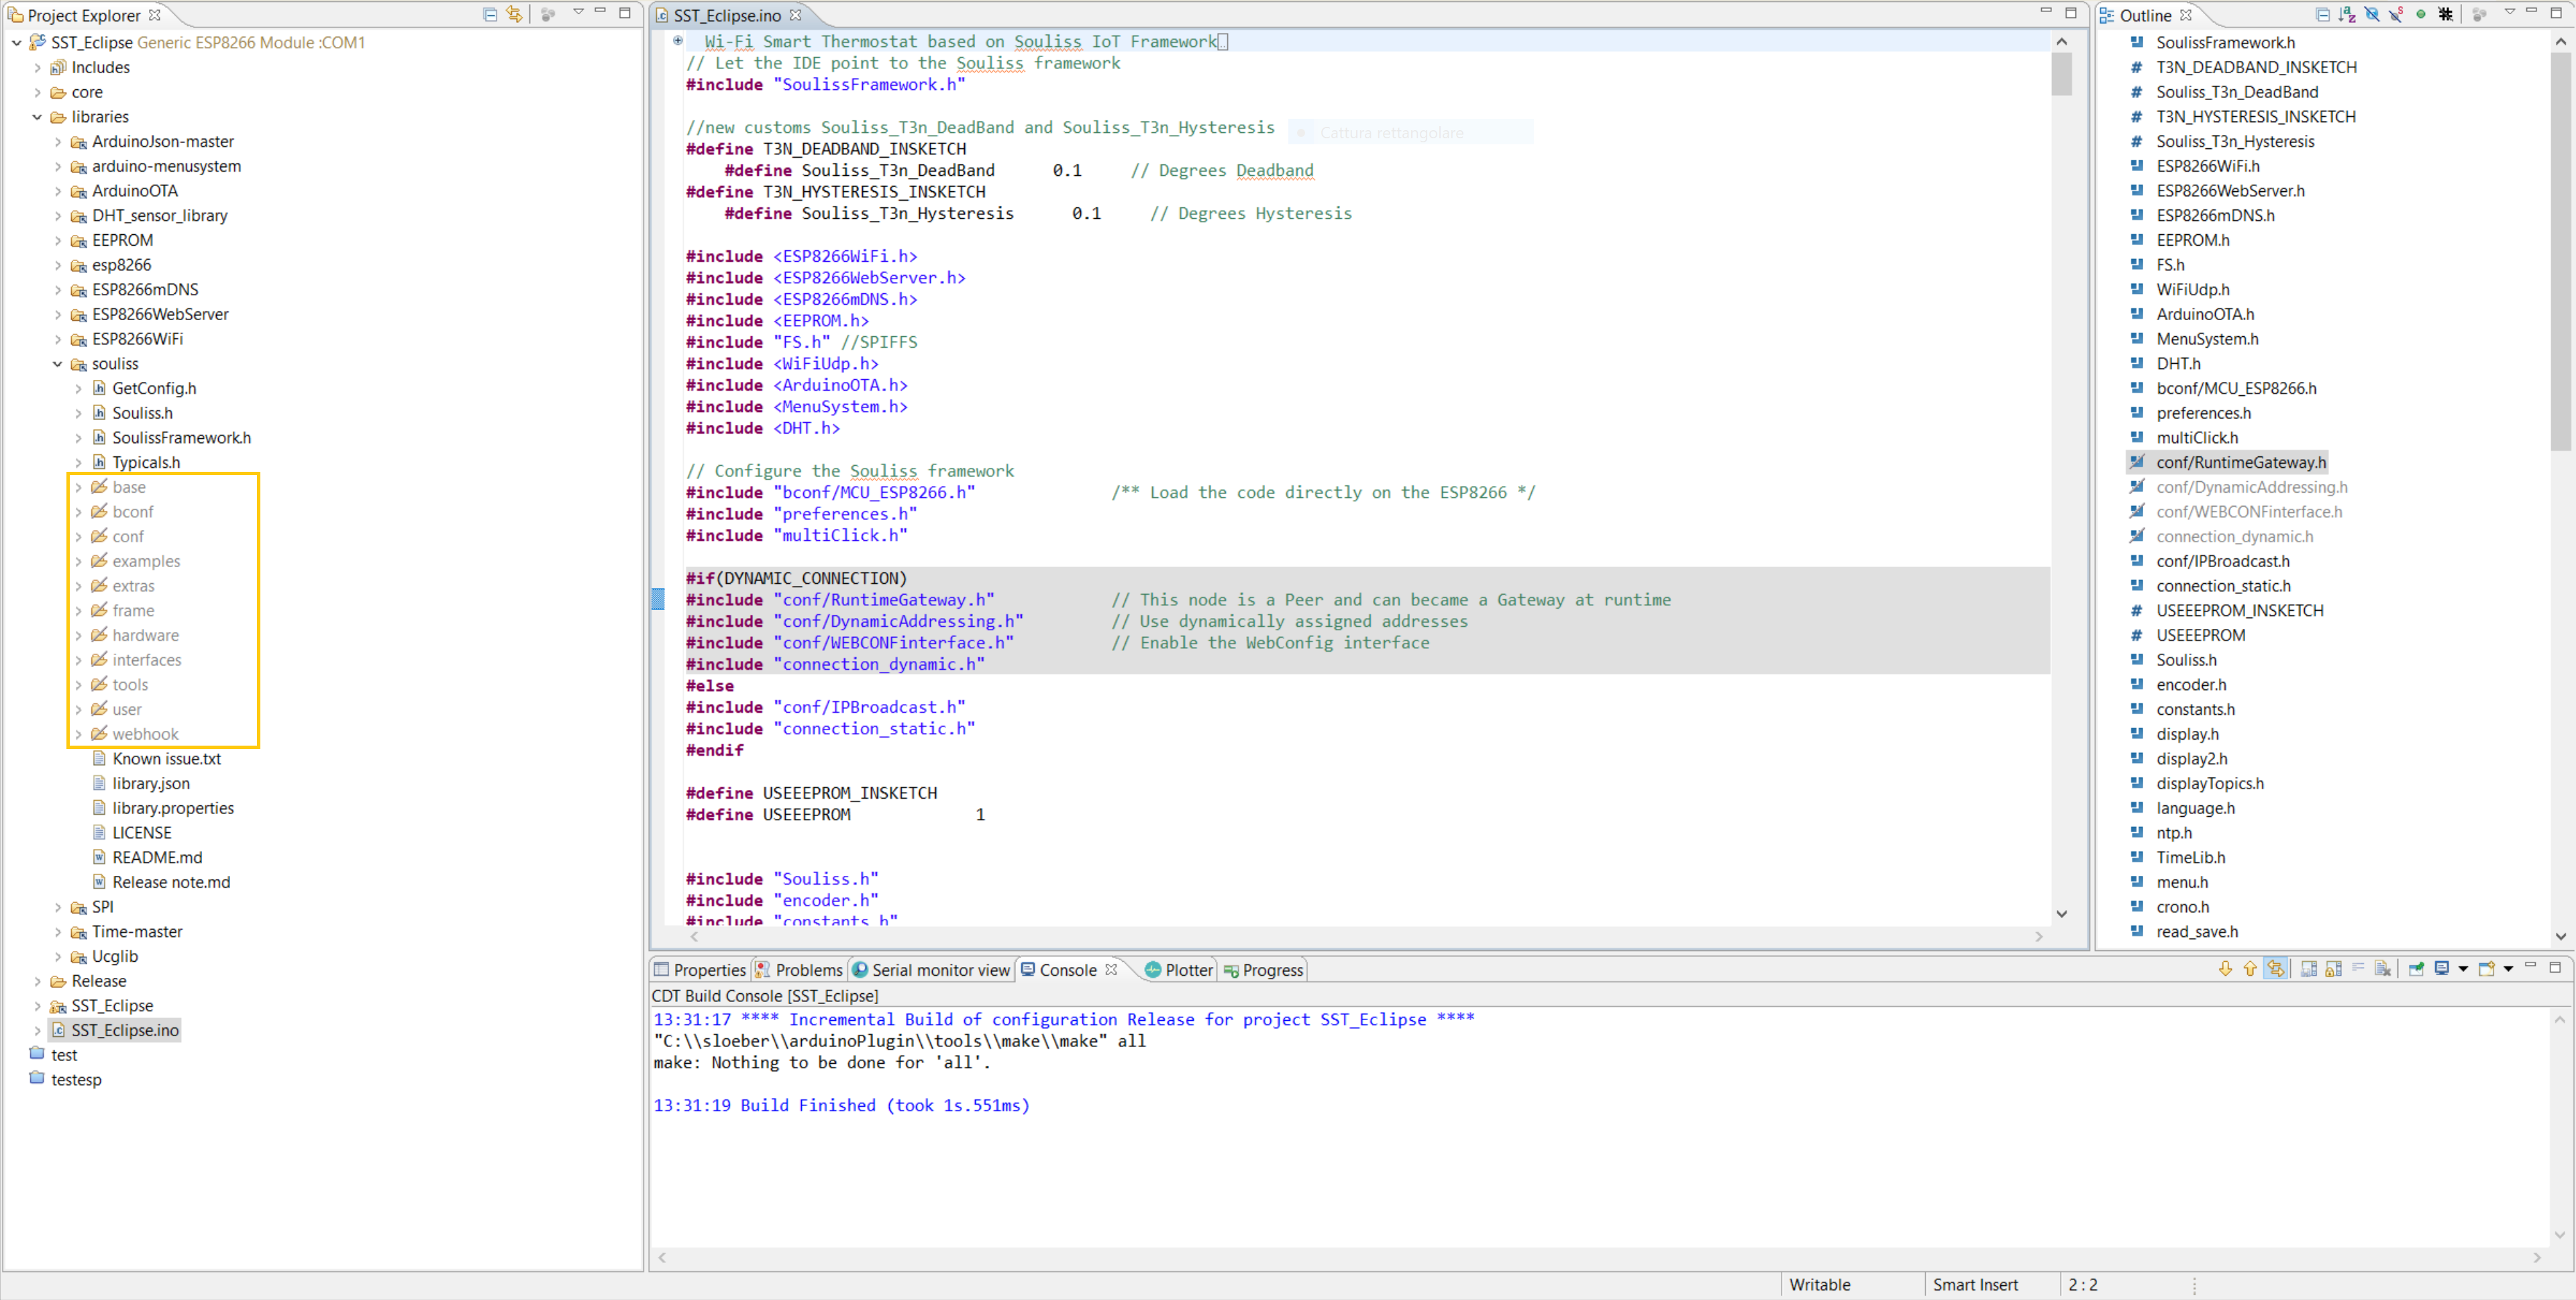 Project Explorer
SST_Eclipse Generic ESP8266 Module :COM1
Includes
core
libraries
ArduinoJson-master
arduino-menusystem
ArduinoOTA
DHT_sensor_library
EEPROM
esp8266
ESP8266mDNS
ESP8266WebServer
ESP8266WiFi
souliss
GetConfig.h
Souliss.h
SoulissFramework.h
Typicals.h
base
bconf
conf
examples
extras
frame
hardware
interfaces
tools
user
webhook
Known issue.txt
library.json
library.properties
LICENSE
README.md
Release note.md
SPI
Time-master
Ucglib
Release
SST_Eclipse
SST_Eclipse.ino
test
testesp
SST_Eclipse.ino
Wi-Fi Smart Thermostat based on Souliss IoT Framework
// Let the IDE point to the Souliss framework
#include "SoulissFramework.h"
//new customs Souliss_T3n_DeadBand and Souliss_T3n_Hysteresis
Cattura rettangolare
#define T3N_DEADBAND_INSKETCH
#define Souliss_T3n_DeadBand 0.1 // Degrees Deadband
#define T3N_HYSTERESIS_INSKETCH
#define Souliss_T3n_Hysteresis 0.1 // Degrees Hysteresis
#include <ESP8266WiFi.h>
#include <ESP8266WebServer.h>
#include <ESP8266mDNS.h>
#include <EEPROM.h>
#include "FS.h" //SPIFFS
#include <WiFiUdp.h>
#include <ArduinoOTA.h>
#include <MenuSystem.h>
#include <DHT.h>
// Configure the Souliss framework
#include "bconf/MCU_ESP8266.h" /** Load the code directly on the ESP8266 */
#include "preferences.h"
#include "multiClick.h"
#if(DYNAMIC_CONNECTION)
#include "conf/RuntimeGateway.h" // This node is a Peer and can became a Gateway at runtime
#include "conf/DynamicAddressing.h" // Use dynamically assigned addresses
#include "conf/WEBCONFinterface.h" // Enable the WebConfig interface
#include "connection_dynamic.h"
#else
#include "conf/IPBroadcast.h"
#include "connection_static.h"
#endif
#define USEEEPROM_INSKETCH
#define USEEEPROM 1
#include "Souliss.h"
#include "encoder.h"
#include "constants.h"
Outline
SoulissFramework.h
T3N_DEADBAND_INSKETCH
Souliss_T3n_DeadBand
T3N_HYSTERESIS_INSKETCH
Souliss_T3n_Hysteresis
ESP8266WiFi.h
ESP8266WebServer.h
ESP8266mDNS.h
EEPROM.h
FS.h
WiFiUdp.h
ArduinoOTA.h
MenuSystem.h
DHT.h
bconf/MCU_ESP8266.h
preferences.h
multiClick.h
conf/RuntimeGateway.h
conf/DynamicAddressing.h
conf/WEBCONFinterface.h
connection_dynamic.h
conf/IPBroadcast.h
connection_static.h
USEEEPROM_INSKETCH
USEEEPROM
Souliss.h
encoder.h
constants.h
display.h
display2.h
displayTopics.h
language.h
ntp.h
TimeLib.h
menu.h
crono.h
read_save.h
Properties Problems Serial monitor view Console Plotter Progress
CDT Build Console [SST_Eclipse]
13:31:17 **** Incremental Build of configuration Release for project SST_Eclipse ****
"C:\\sloeber\\arduinoPlugin\\tools\\make\\make" all
make: Nothing to be done for 'all'.
13:31:19 Build Finished (took 1s.551ms)
Writable Smart Insert 2 : 2